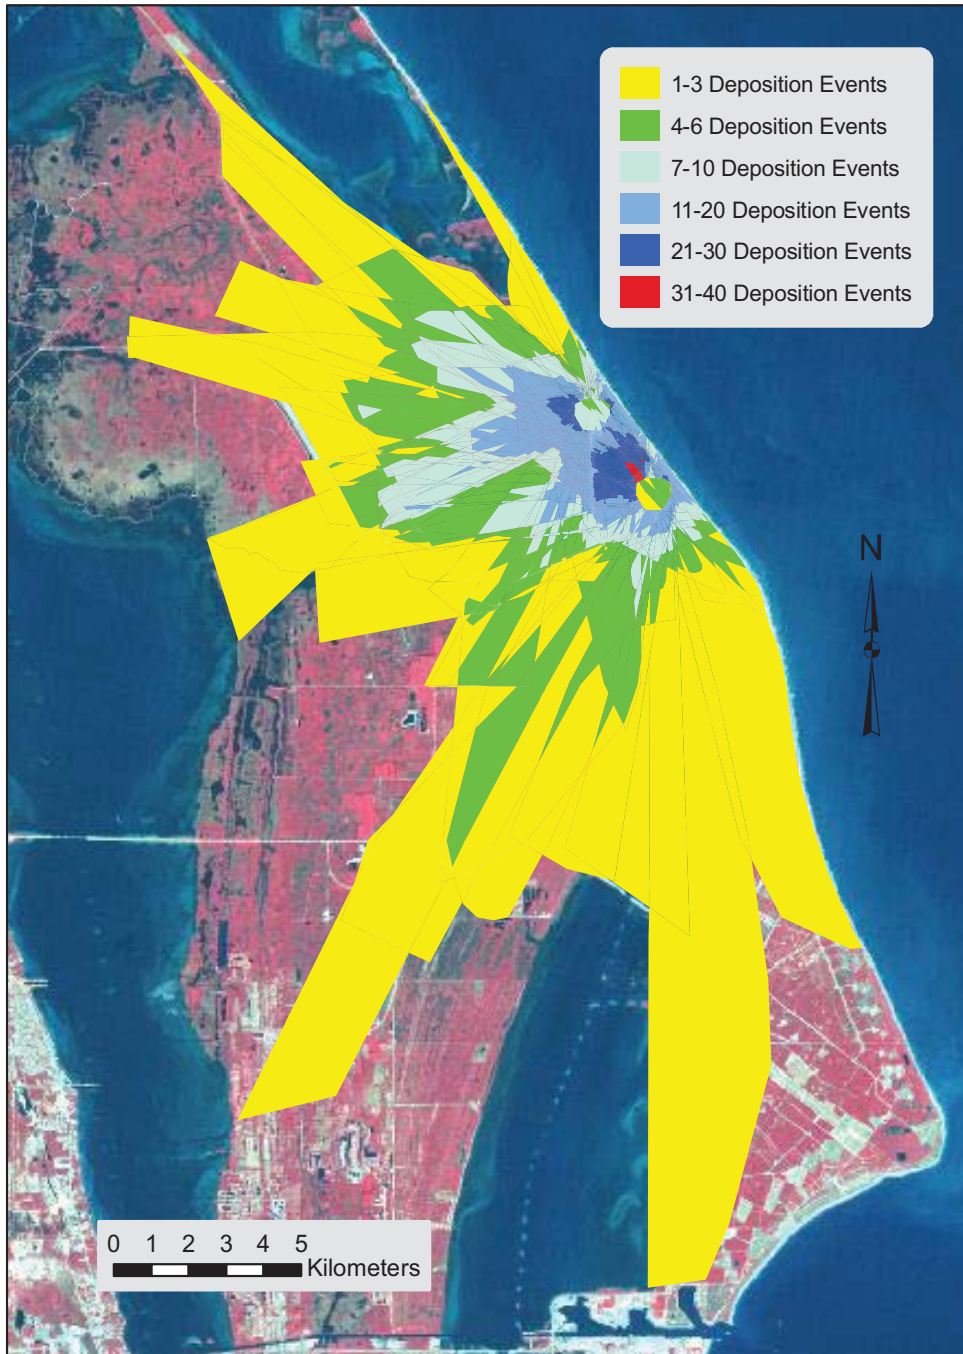 1-3 Deposition Events
4-6 Deposition Events
7-10 Deposition Events
11-20 Deposition Events
21-30 Deposition Events
31-40 Deposition Events
N
0 1 2 3 4 5
Kilometers